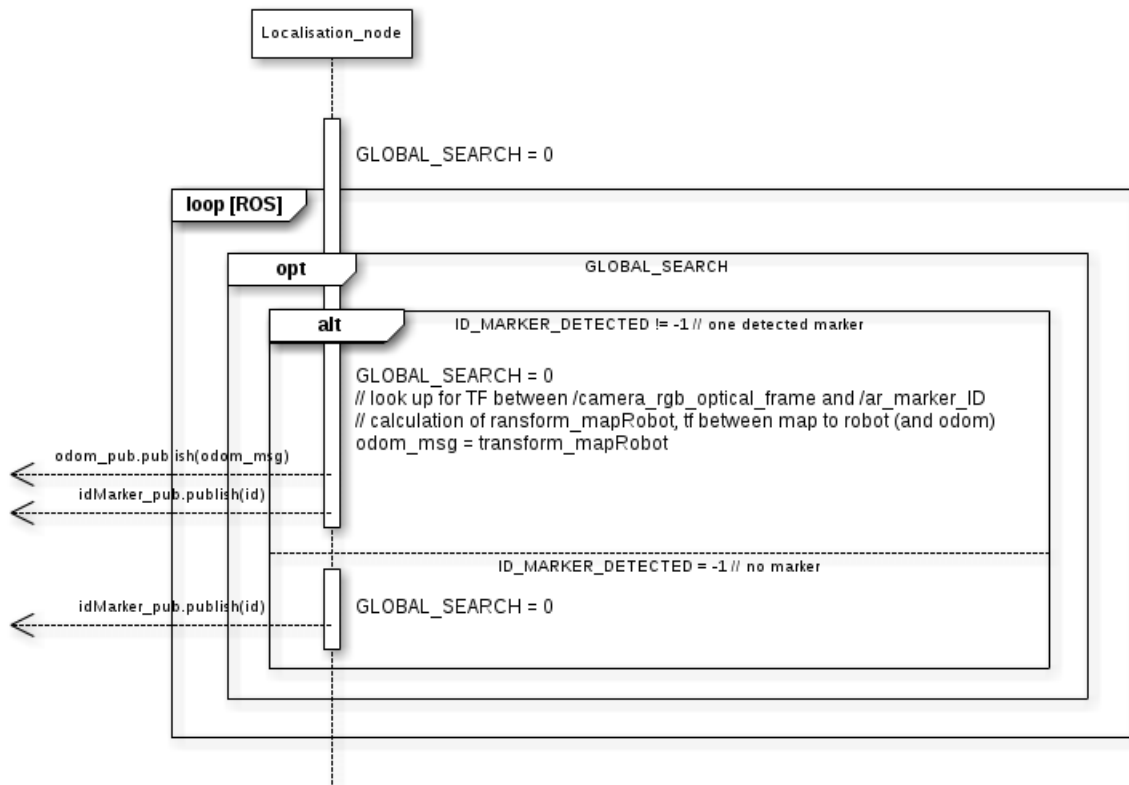 Localisation_node
GLOBAL_SEARCH = 0
loop [ROS]
opt
GLOBAL_SEARCH
alt
ID_MARKER_DETECTED != -1 // one detected marker
GLOBAL_SEARCH = 0
// look up for TF between /camera_rgb_optical_frame and /ar_marker_ID
// calculation of ransform_mapRobot, tf between map to robot (and odom)
odom_msg = transform_mapRobot
odom_pub.publish(odom_msg)
idMarker_pub.publish(id)
ID_MARKER_DETECTED = -1 // no marker
idMarker_pub.publish(id)
GLOBAL_SEARCH = 0